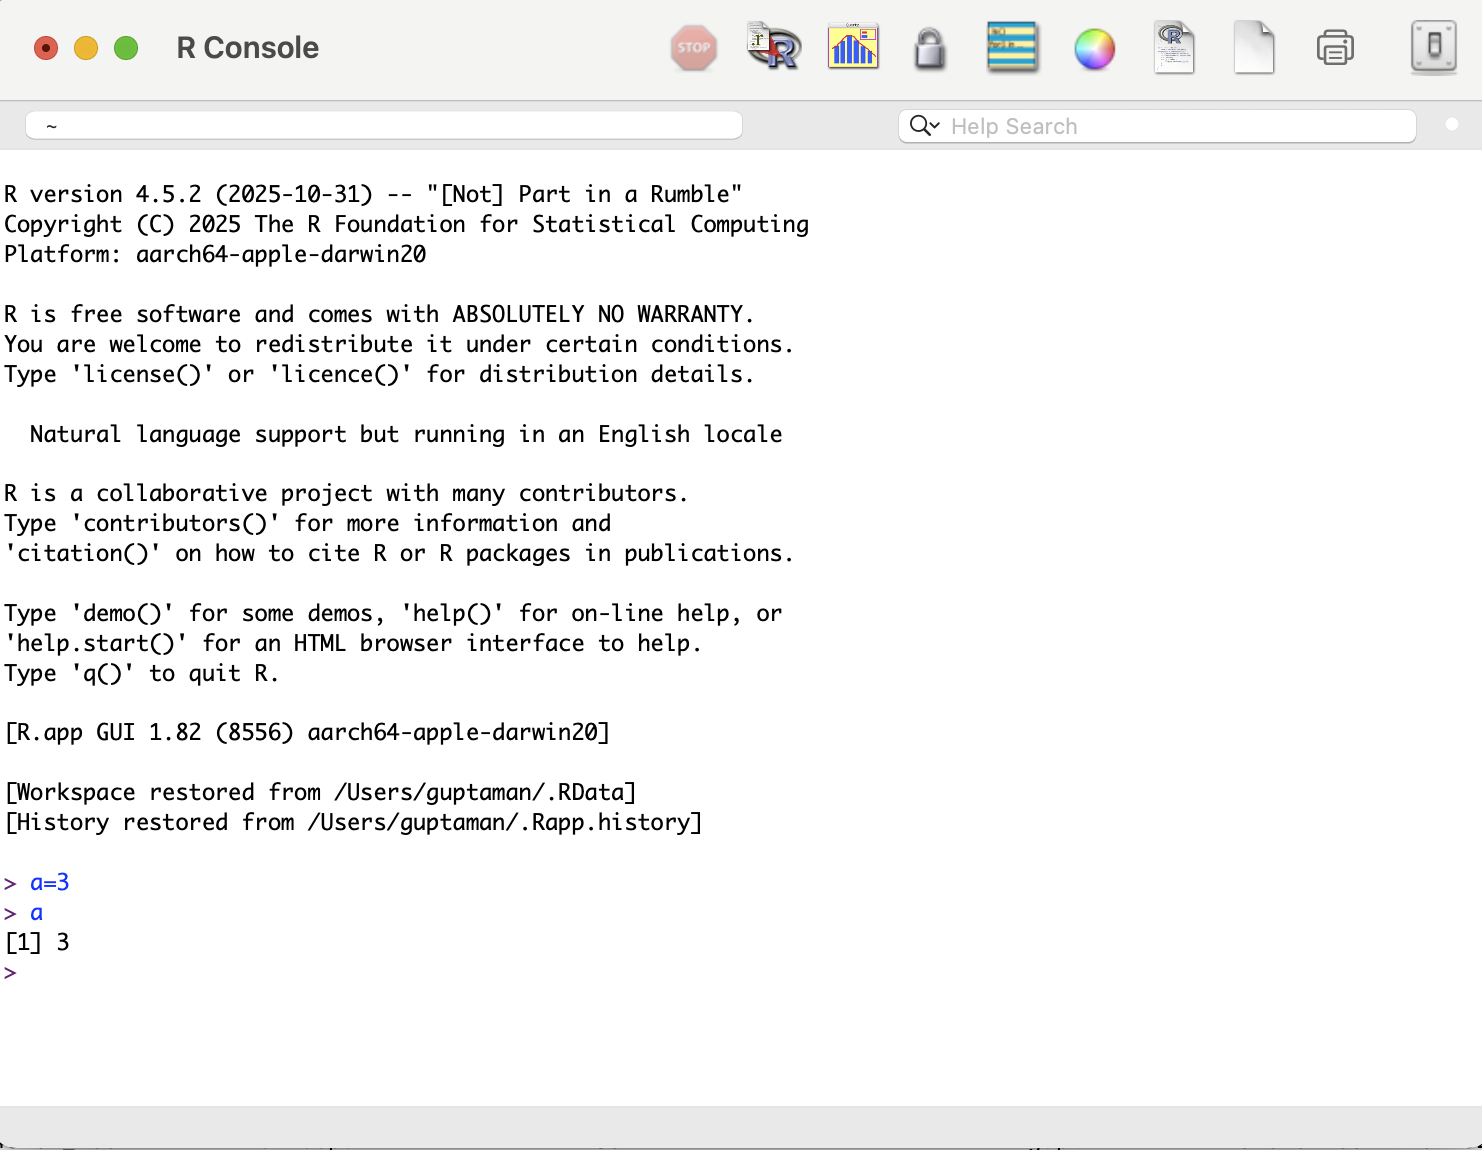 R Console
STOP
~
Help Search
R version 4.5.2 (2025-10-31) -- "[Not] Part in a Rumble"
Copyright (C) 2025 The R Foundation for Statistical Computing
Platform: aarch64-apple-darwin20
R is free software and comes with ABSOLUTELY NO WARRANTY.
You are welcome to redistribute it under certain conditions.
Type 'license()' or 'licence()' for distribution details.
  Natural language support but running in an English locale
R is a collaborative project with many contributors.
Type 'contributors()' for more information and
'citation()' on how to cite R or R packages in publications.
Type 'demo()' for some demos, 'help()' for on-line help, or
'help.start()' for an HTML browser interface to help.
Type 'q()' to quit R.
[R.app GUI 1.82 (8556) aarch64-apple-darwin20]
[Workspace restored from /Users/guptaman/.RData]
[History restored from /Users/guptaman/.Rapp.history]
> a=3
> a
[1] 3
>